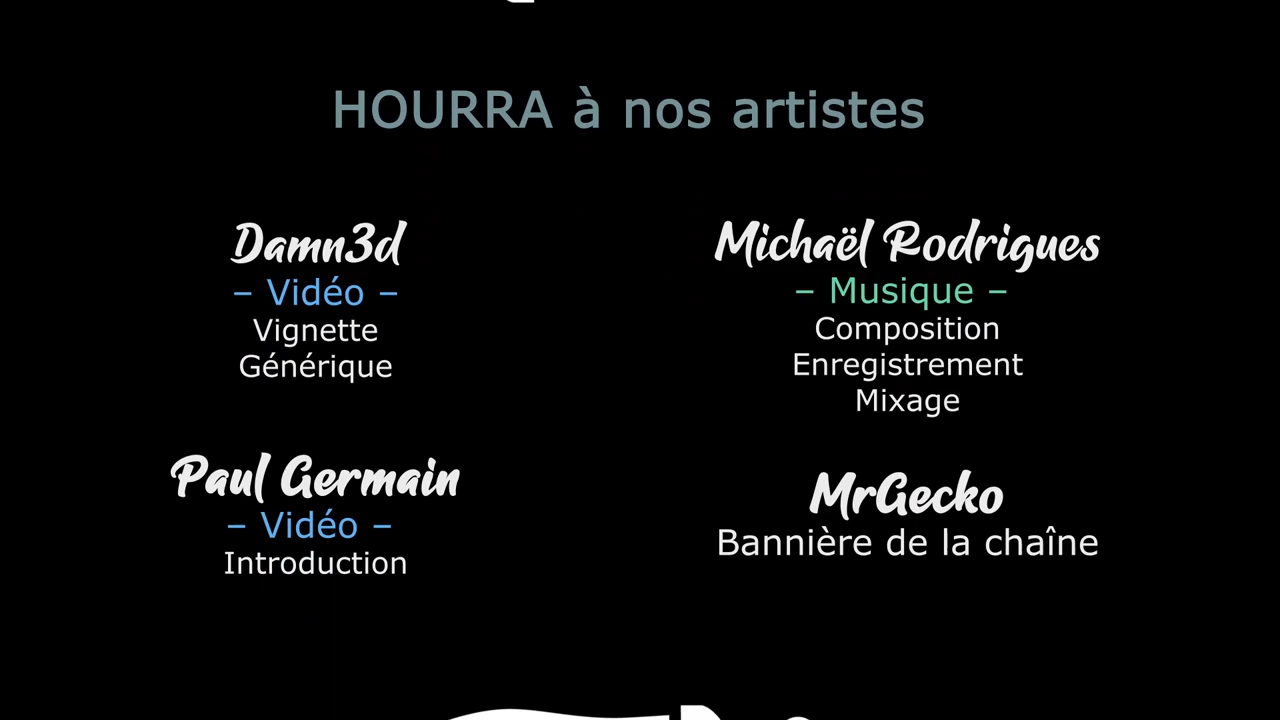 HOURRA à nos artistes
Damn3d
– Vidéo –
Vignette
Générique
Michaël Rodrigues
– Musique –
Composition
Enregistrement
Mixage
Paul Germain
– Vidéo –
Introduction
MrGecko
Bannière de la chaîne